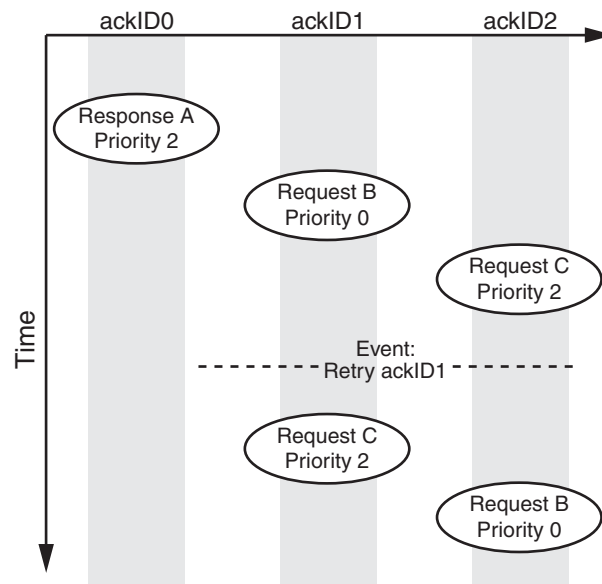 ackID0
ackID1
ackID2
Response A
Priority 2
Request B
Priority 0
Request C
Priority 2
Time
Event:
Retry ackID1
Request C
Priority 2
Request B
Priority 0